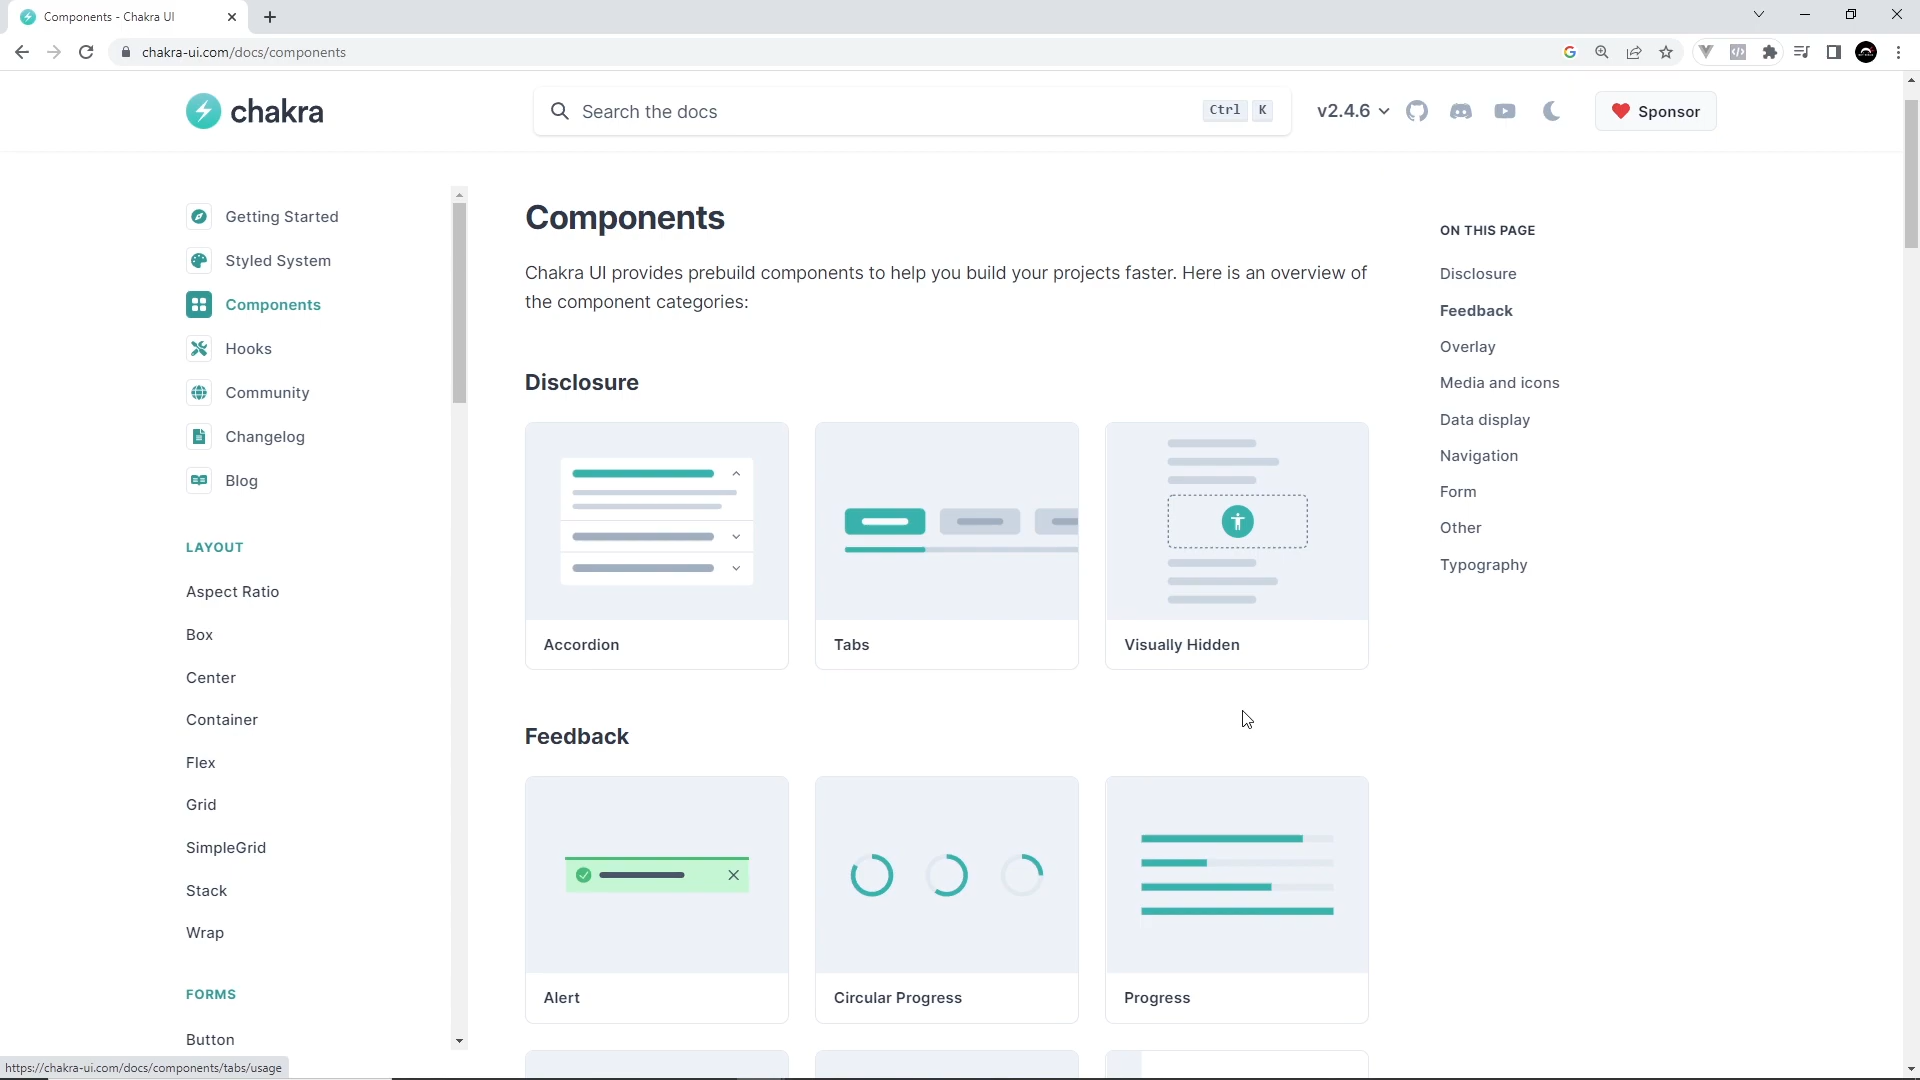 Components - Chakra UI
chakra-ui.com/docs/components
chakra
Search the docs
Ctrl K
v2.4.6
Sponsor
Getting Started
Styled System
Components
Hooks
Community
Changelog
Blog
LAYOUT
Aspect Ratio
Box
Center
Container
Flex
Grid
SimpleGrid
Stack
Wrap
FORMS
Button
Components
Chakra UI provides prebuild components to help you build your projects faster. Here is an overview of
the component categories:
Disclosure
Accordion
Tabs
Visually Hidden
Feedback
Alert
Circular Progress
Progress
ON THIS PAGE
Disclosure
Feedback
Overlay
Media and icons
Data display
Navigation
Form
Other
Typography
https://chakra-ui.com/docs/components/tabs/usage